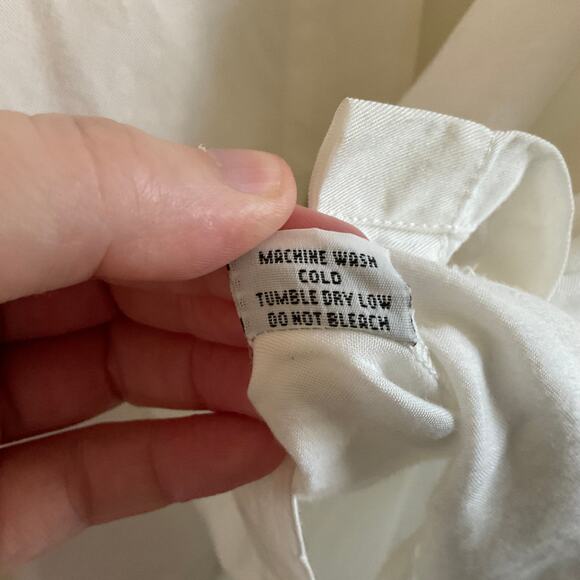 MACHINE WASH
COLD
TUMBLE DRY LOW
DO NOT BLEACH